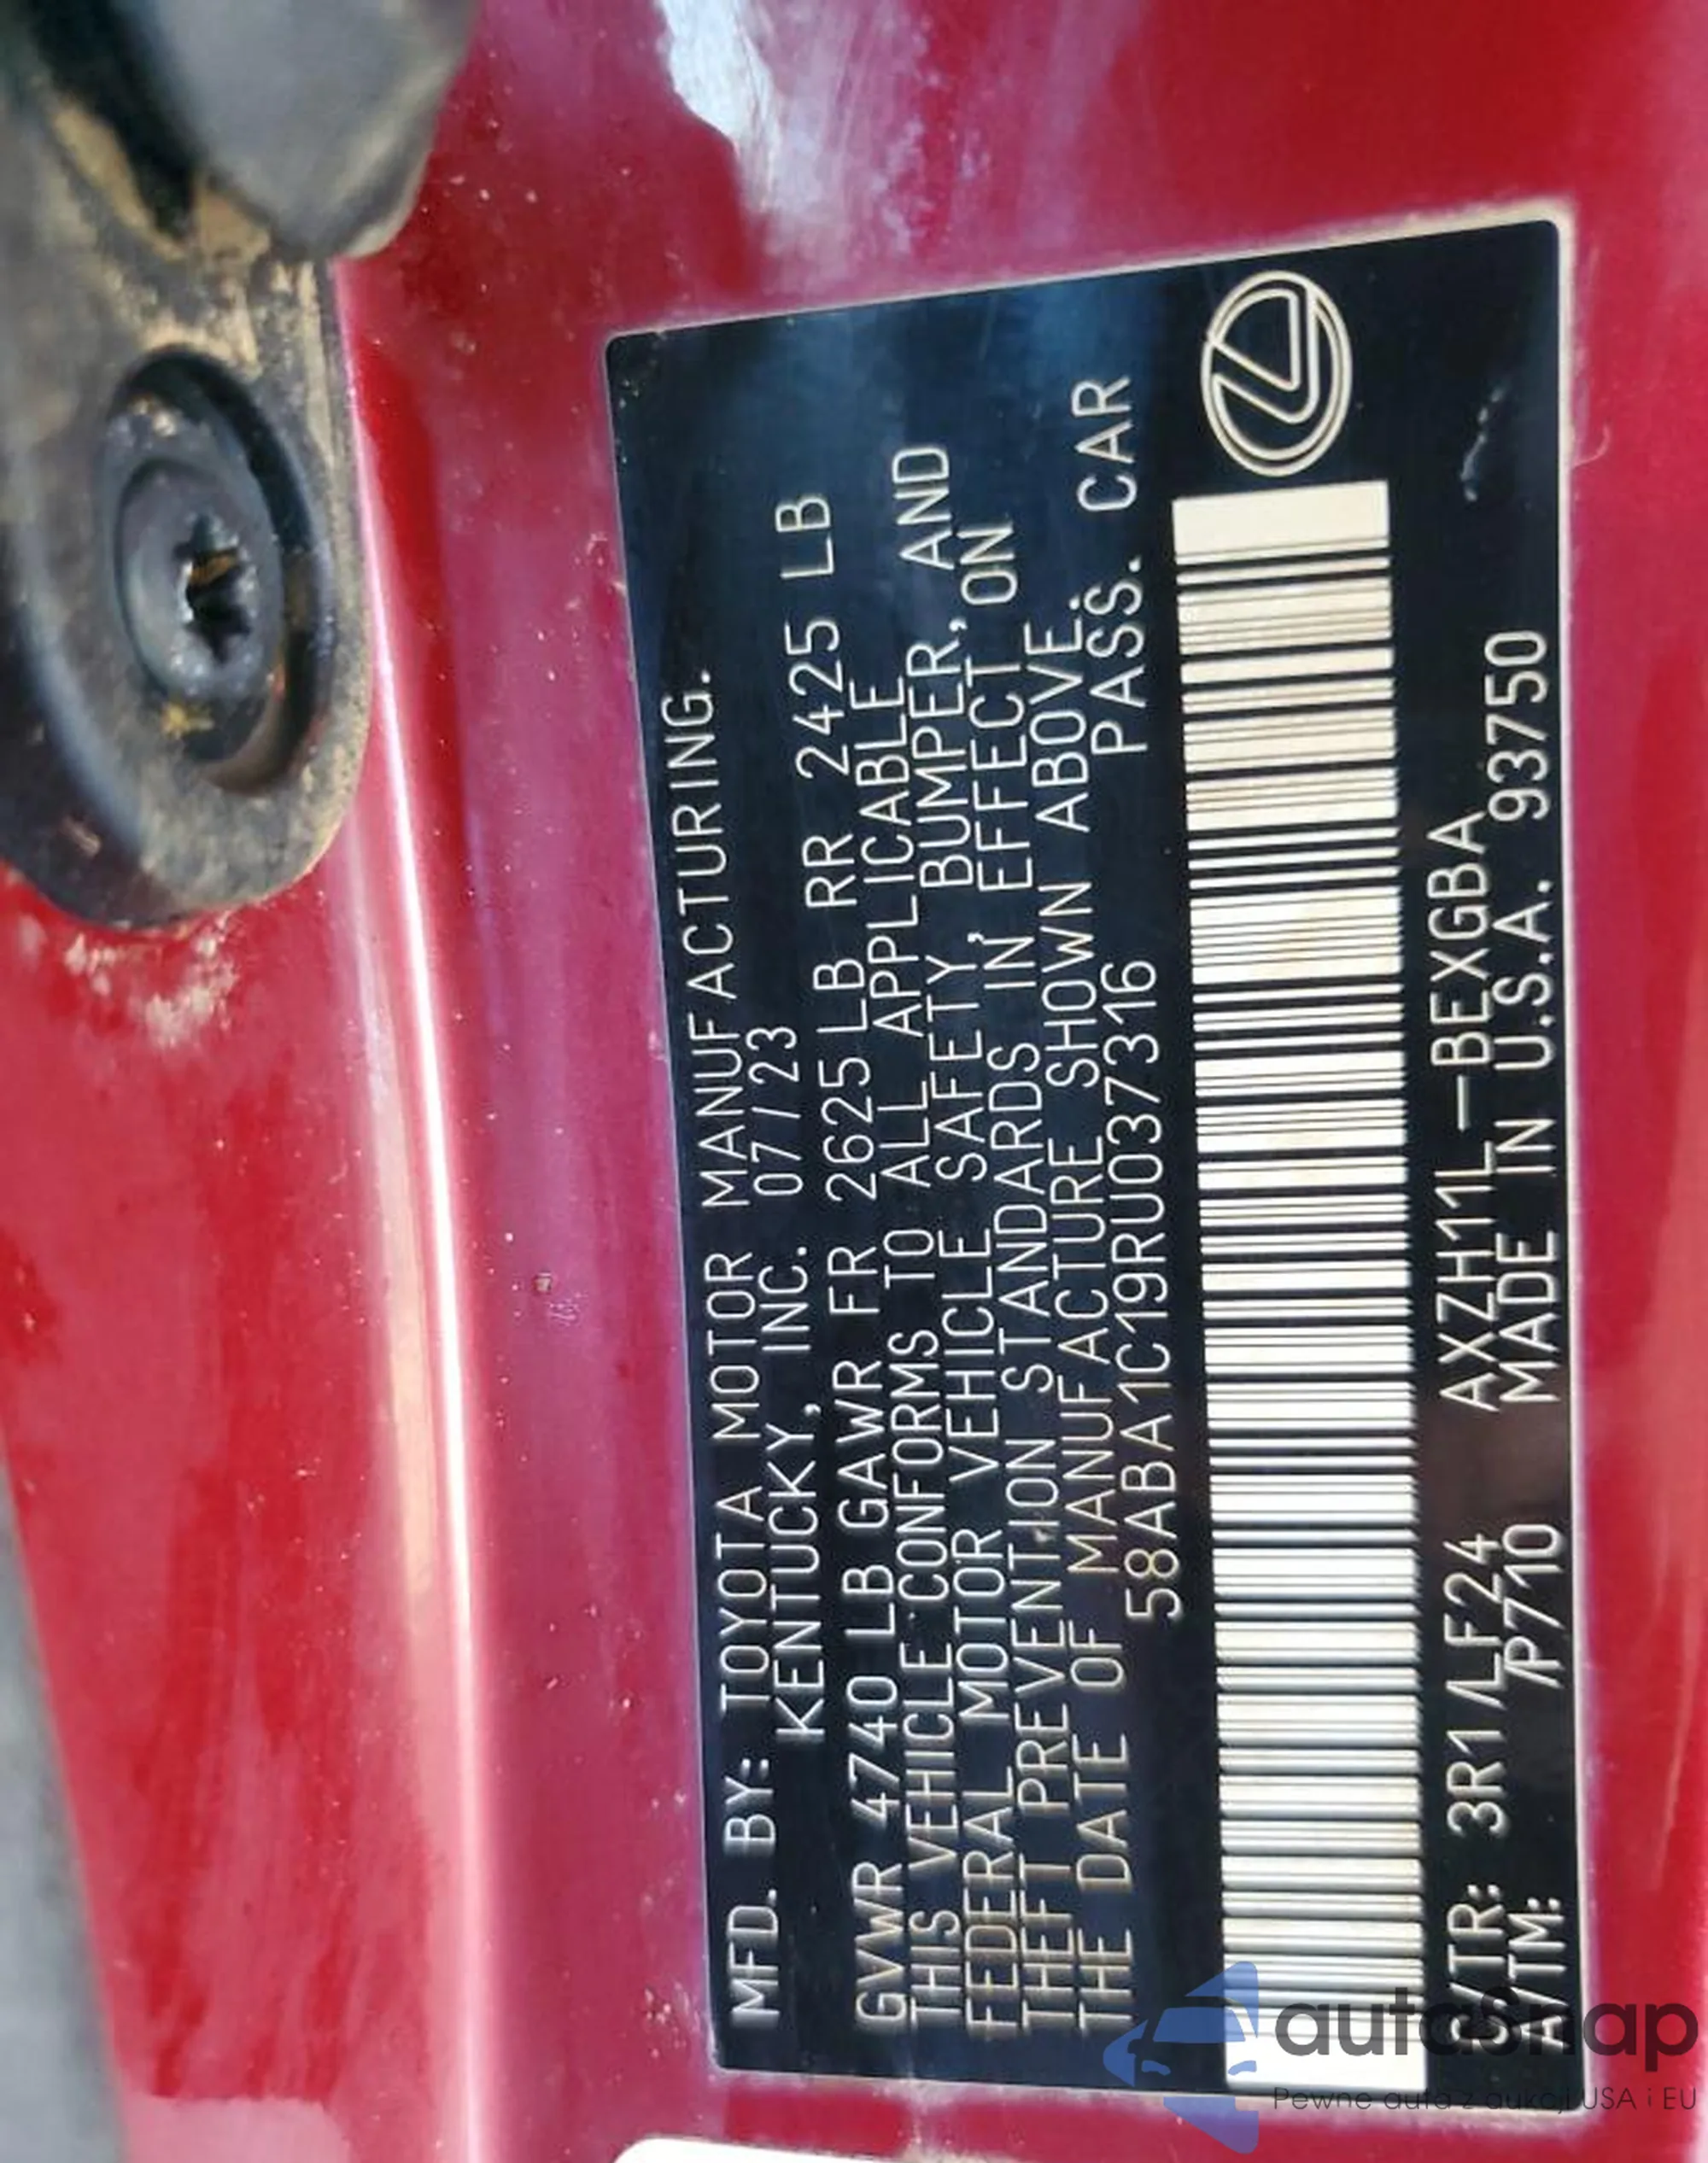 MFD. BY: TOYOTA MOTOR MANUFACTURING.
KENTUCKY, INC. 07/23
GVWR 4740 LB GAWR FR 2625LB RR 2425 LB
THIS VEHICLE CONFORMS TO ALL APPLICABLE
FEDERAL MOTOR VEHICLE SAFETY, BUMPER, AND
THEFT PREVENTION STANDARDS IN EFFECT ON
THE DATE OF MANUFACTURE SHOWN ABOVE.
58ABA1C19RU037316 PASS. CAR
C/TR: 3R1/LF24 AXZH11L-BEXGBA
A/TM: /P710 MADE IN U.S.A. 93750
autasnap
Pewne auta z aukcji USA i EU